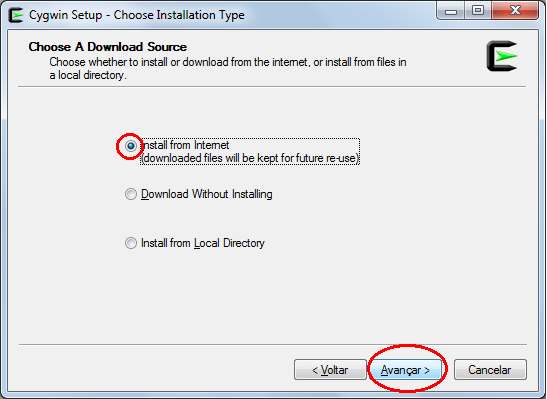 Cygwin Setup - Choose Installation Type
Choose A Download Source
Choose whether to install or download from the internet, or install from files in
a local directory.
Install from Internet
(downloaded files will be kept for future re-use)
Download Without Installing
Install from Local Directory
< Voltar
Avançar >
Cancelar